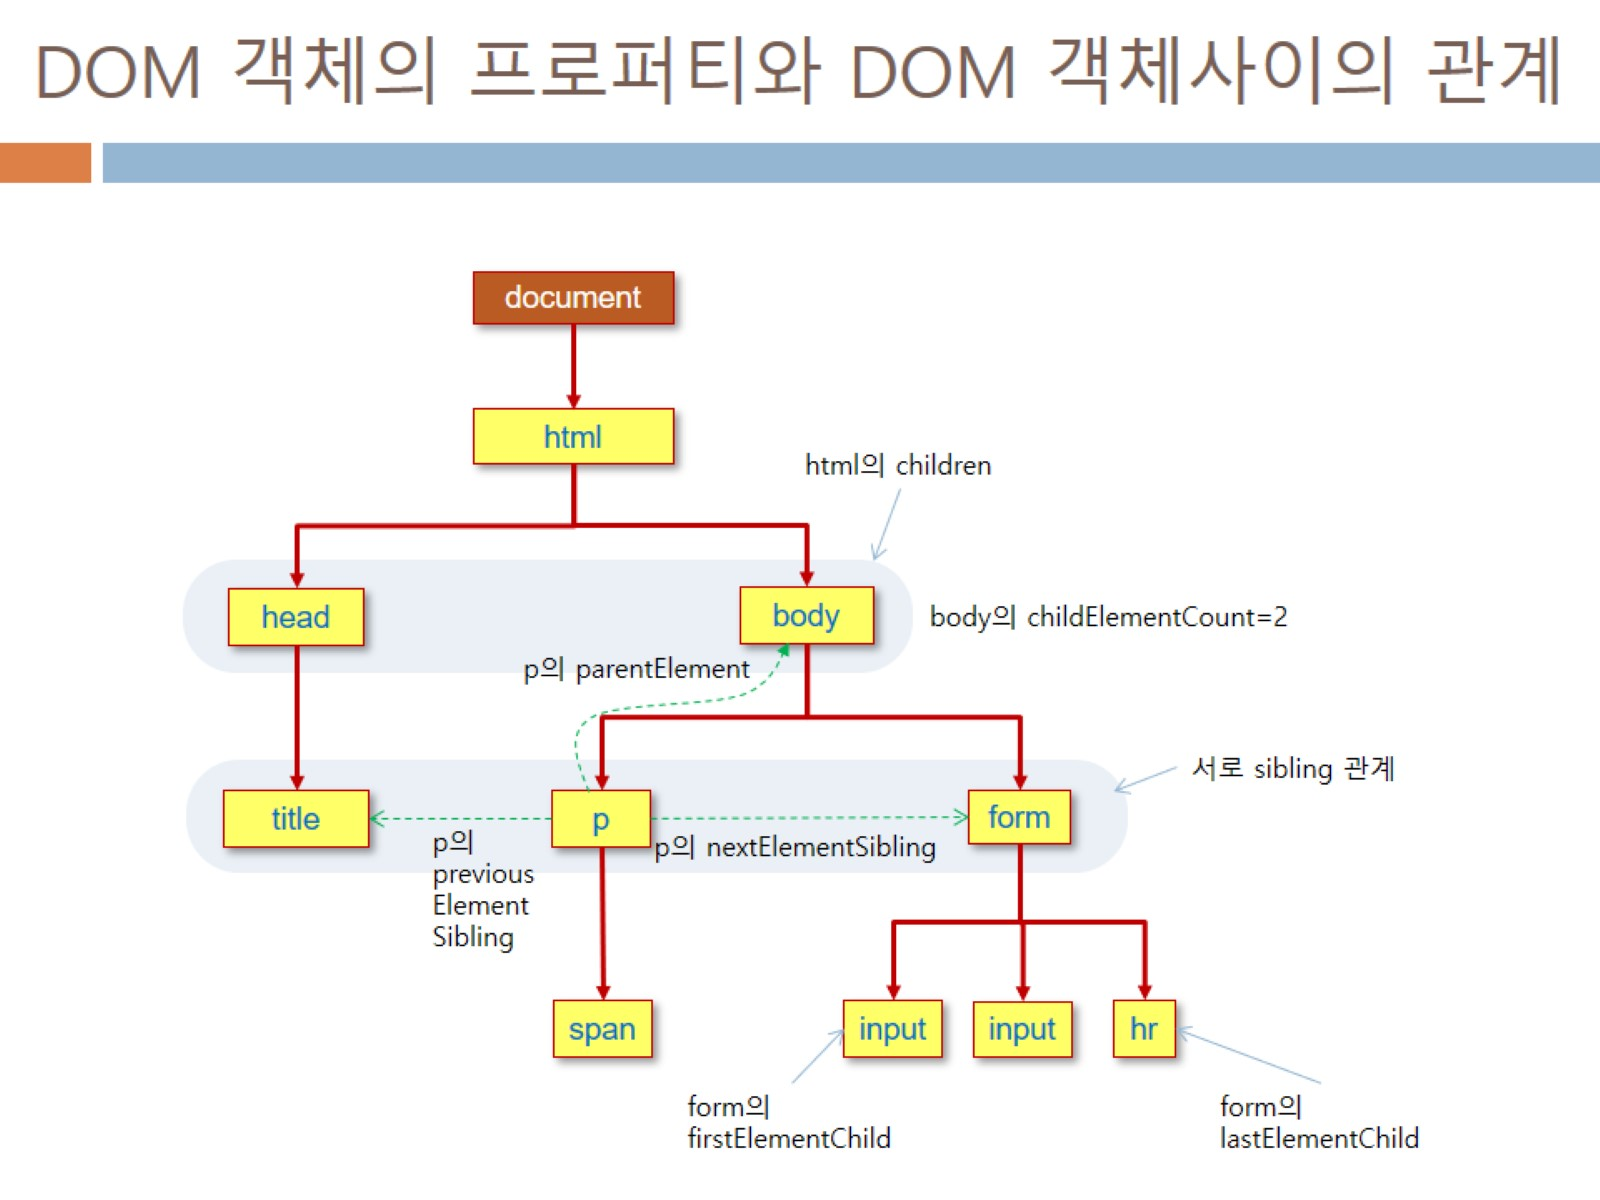 DOM 객체의 프로퍼티와 DOM 객체사이의 관계
document
html
html의 children
head
body
body의 childElementCount=2
p의 parentElement
서로 sibling 관계
title
p
form
p의 nextElementSibling
p의
previous
Element
Sibling
span
input
input
hr
form의
firstElementChild
form의
lastElementChild